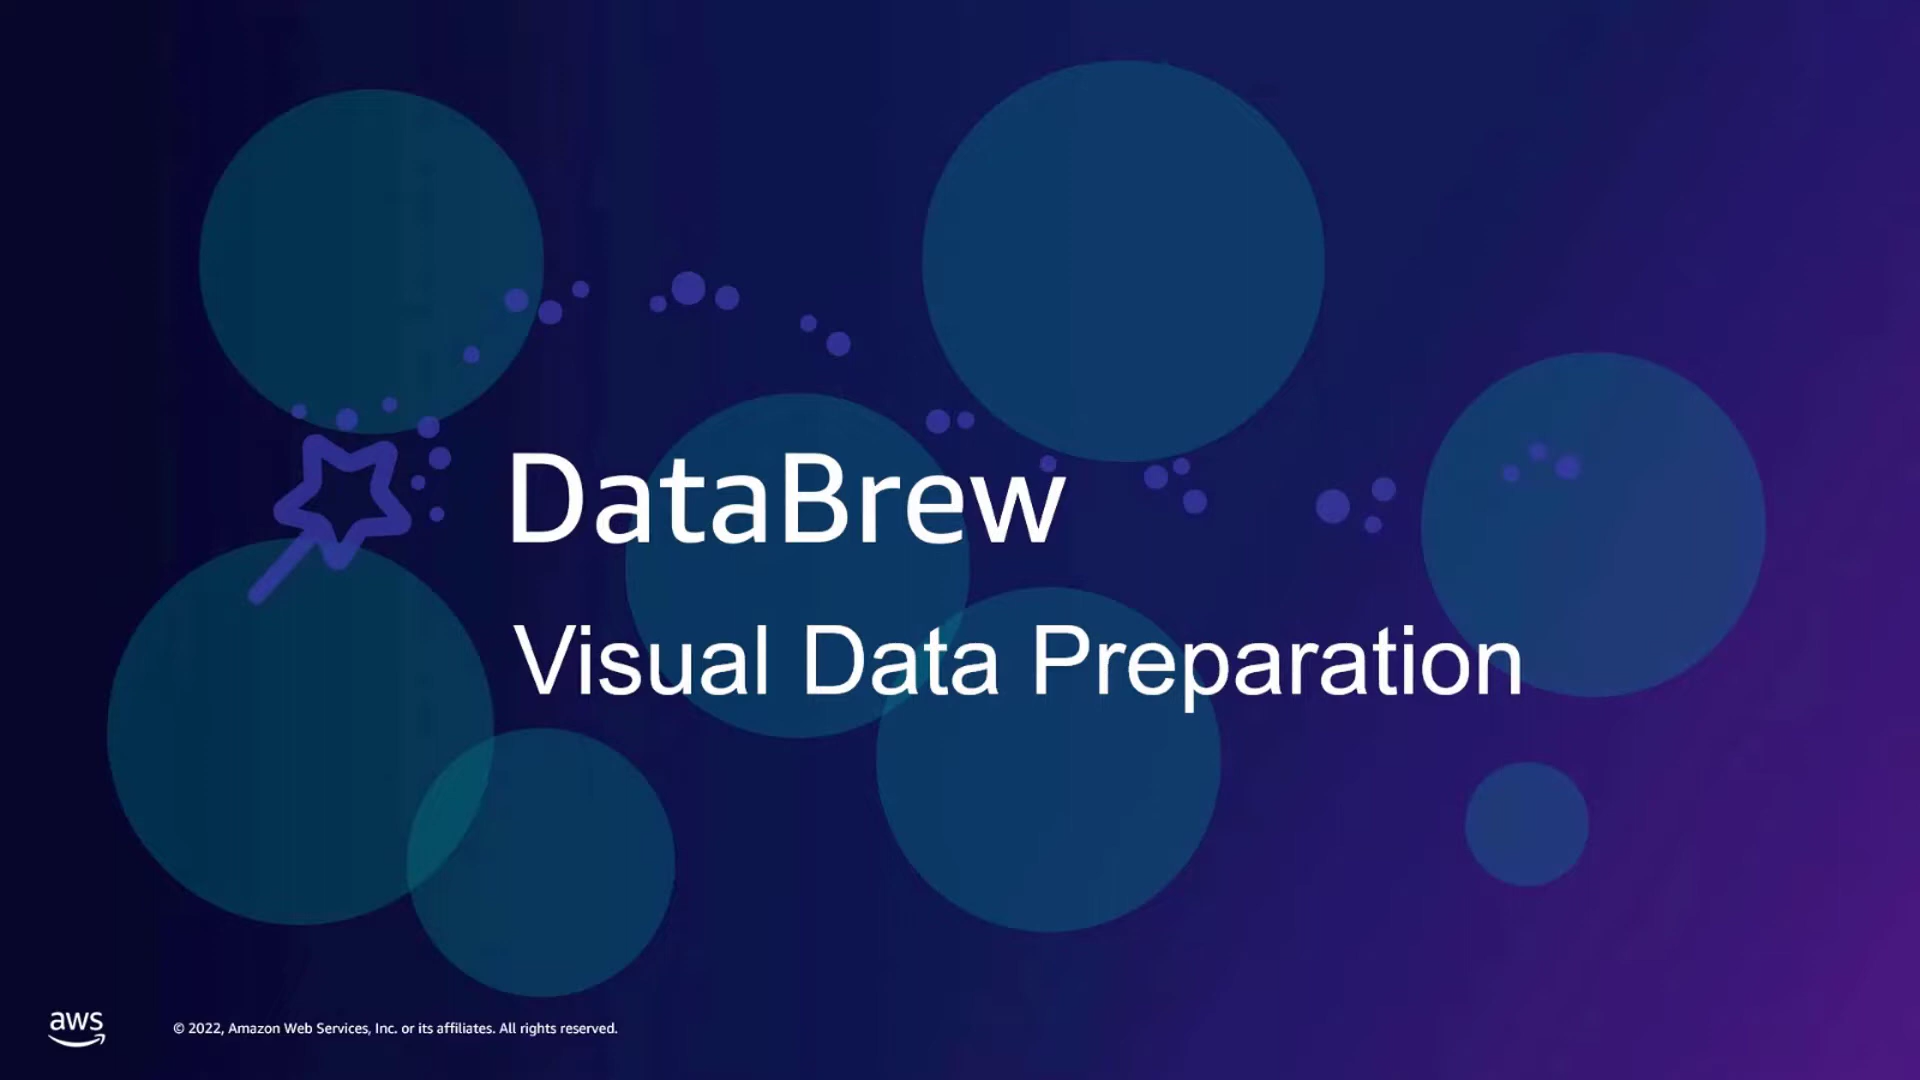 DataBrew
Visual Data Preparation
aws
© 2022, Amazon Web Services, Inc. or its affiliates. All rights reserved.